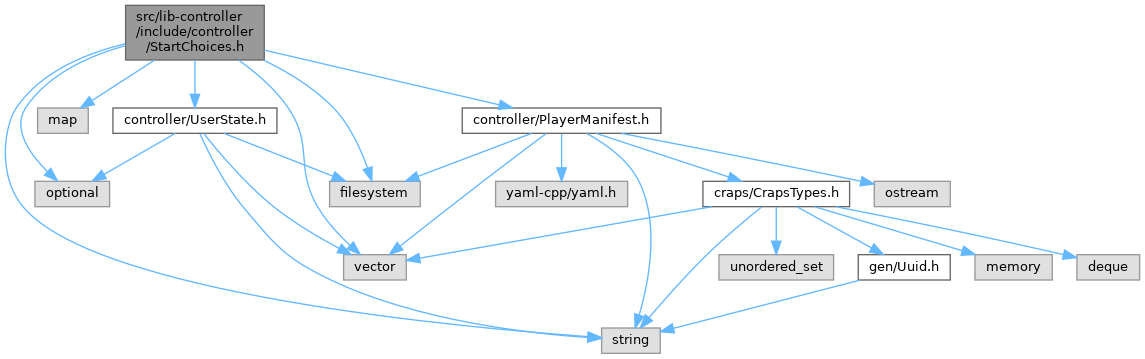 src/lib-controller
/include/controller
/StartChoices.h
map
controller/UserState.h
controller/PlayerManifest.h
optional
filesystem
yaml-cpp/yaml.h
craps/CrapsTypes.h
ostream
vector
unordered_set
gen/Uuid.h
memory
deque
string